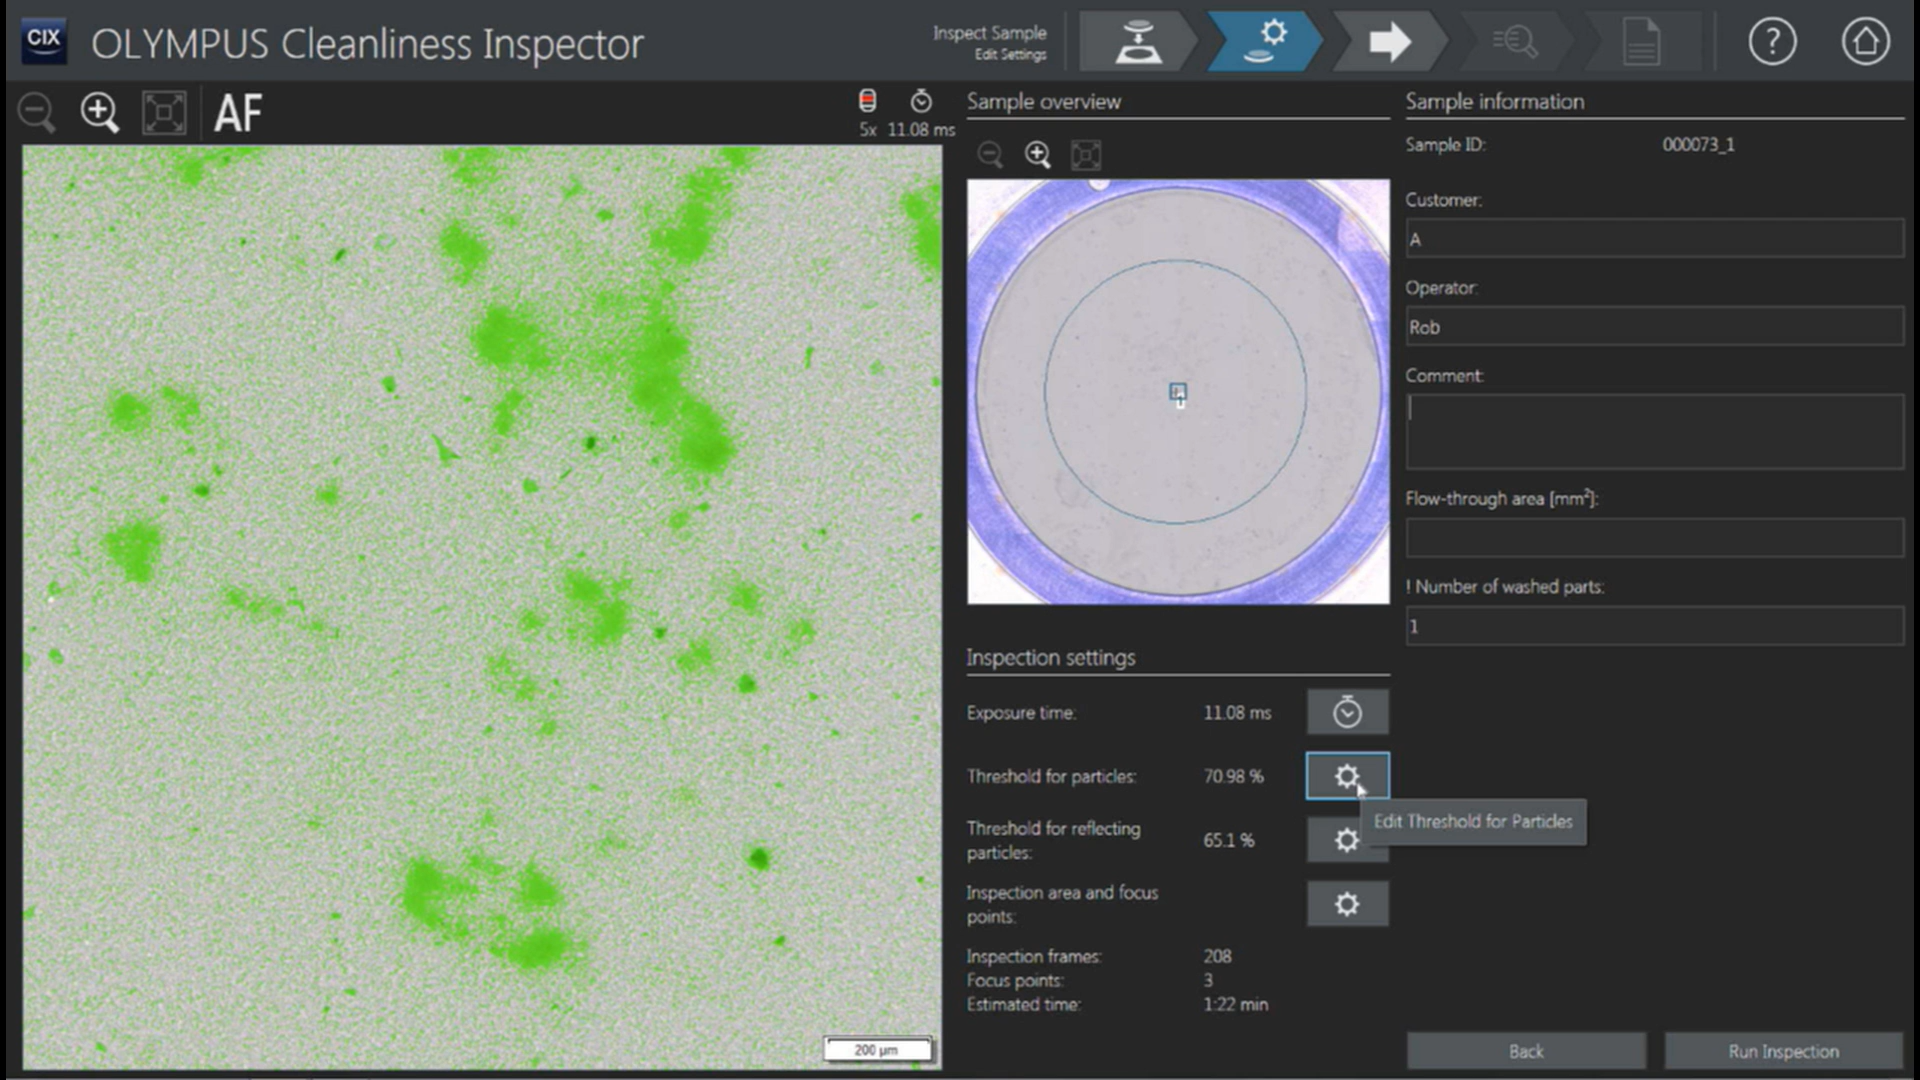 CIX
OLYMPUS Cleanliness Inspector
Inspect Sample
Edit Settings
?
AF
5x 11.08 ms
200 µm
Sample overview
1
Inspection settings
Exposure time: 11.08 ms
Threshold for particles: 70.98 %
Edit Threshold for Particles
Threshold for reflecting
particles: 65.1 %
Inspection area and focus
points:
Inspection frames: 208
Focus points: 3
Estimated time: 1:22 min
Sample information
Sample ID: 000073_1
Customer:
A
Operator:
Rob
Comment:
Flow-through area [mm²]:
! Number of washed parts:
1
Back
Run Inspection